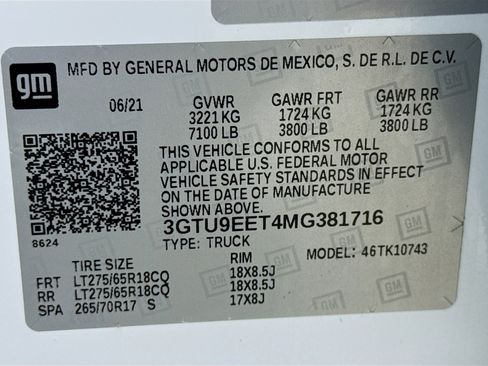 gm
MFD BY GENERAL MOTORS DE MEXICO, S. DE R.L. DE C.V.
06/21 GVWR GAWR FRT GAWR RR
3221 KG 1724 KG 1724 KG
7100 LB 3800 LB 3800 LB
THIS VEHICLE CONFORMS TO ALL
APPLICABLE U.S. FEDERAL MOTOR
VEHICLE SAFETY STANDARDS IN EFFECT
ON THE DATE OF MANUFACTURE
SHOWN ABOVE.
8624
3GTU9EET4MG381716
TYPE: TRUCK MODEL: 46TK10743
TIRE SIZE RIM
FRT LT275/65R18CQ 18X8.5J
RR LT275/65R18CQ 18X8.5J
SPA 265/70R17 S 17X8J